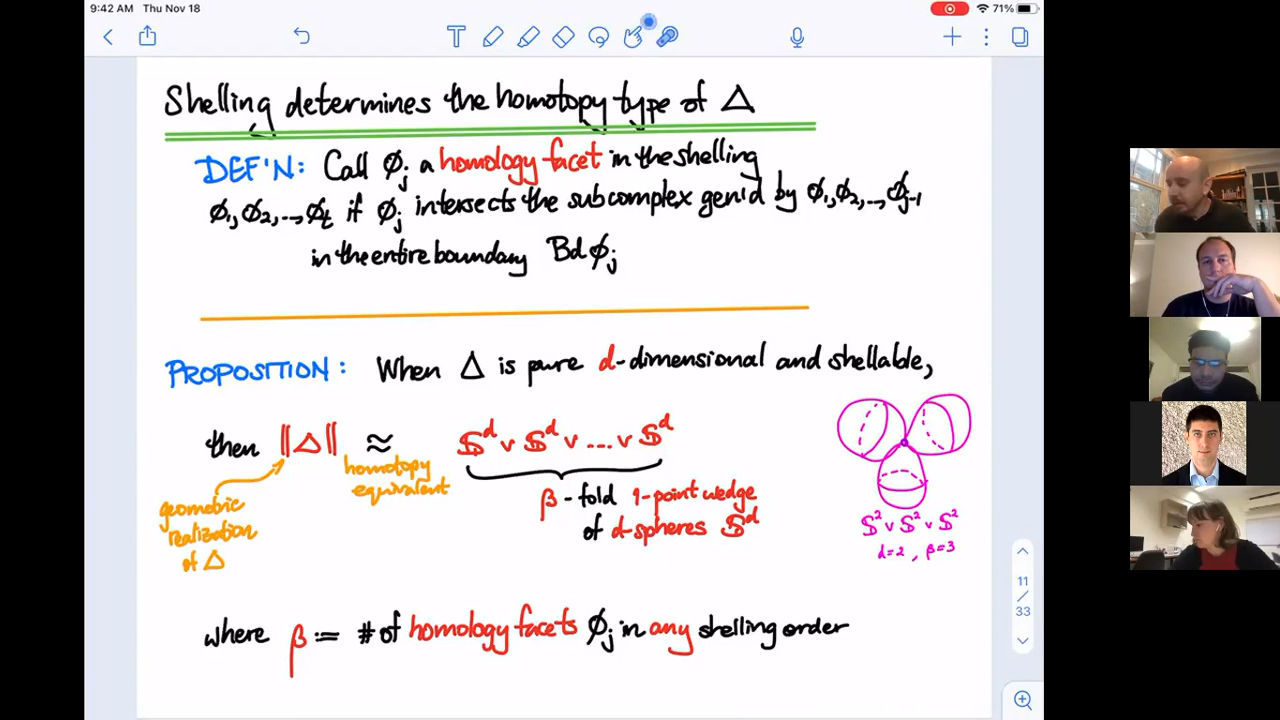 9:42 AM Thu Nov 18
71%
Shelling determines the homotopy type of Δ
DEF'N: Call ϕj a homology facet in the shelling
ϕ1, ϕ2, ..., ϕt if ϕj intersects the subcomplex gen'd by ϕ1, ϕ2, .., ϕj-1
in the entire boundary Bd ϕj
PROPOSITION: When Δ is pure d-dimensional and shellable,
then ||Δ|| ≈ 𝕊^d ∨ 𝕊^d ∨ ... ∨ 𝕊^d
homotopy
equivalent
geometric
realization
of Δ
β-fold 1-point wedge
of d-spheres 𝕊^d
𝕊² ∨ 𝕊² ∨ 𝕊²
d=2, β=3
where β := # of homology facets ϕj in any shelling order
11
/
33